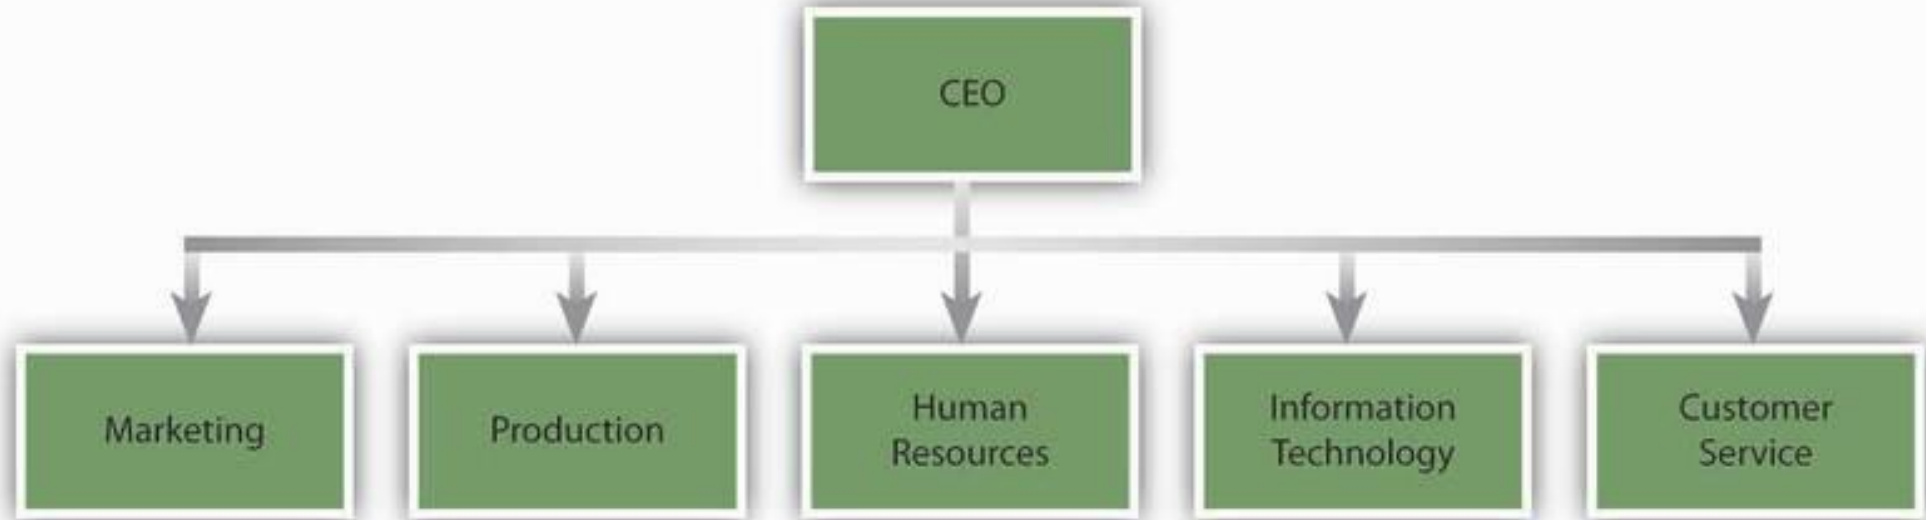 CEO
Marketing
Production
Human
Resources
Information
Technology
Customer
Service